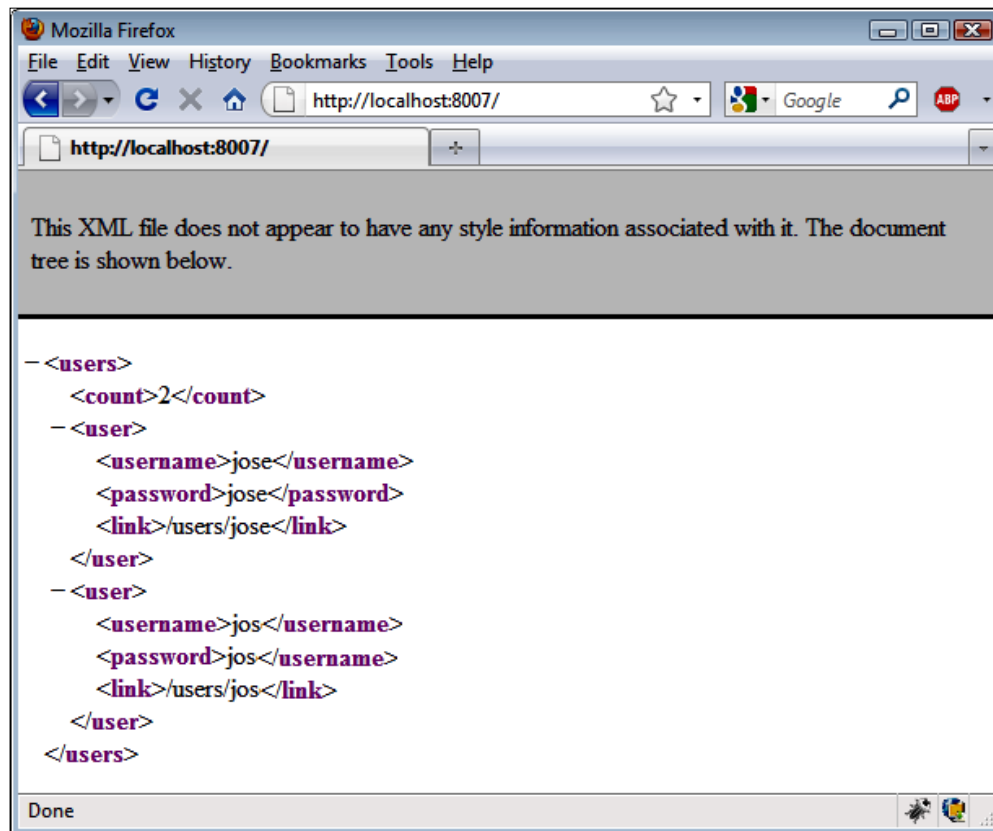 Mozilla Firefox
File Edit View History Bookmarks Tools Help
http://localhost:8007/ Google ABP
http://localhost:8007/
This XML file does not appear to have any style information associated with it. The document
tree is shown below.
−<users>
<count>2</count>
−<user>
<username>jose</username>
<password>jose</password>
<link>/users/jose</link>
</user>
−<user>
<username>jos</username>
<password>jos</username>
<link>/users/jos</link>
</user>
</users>
Done